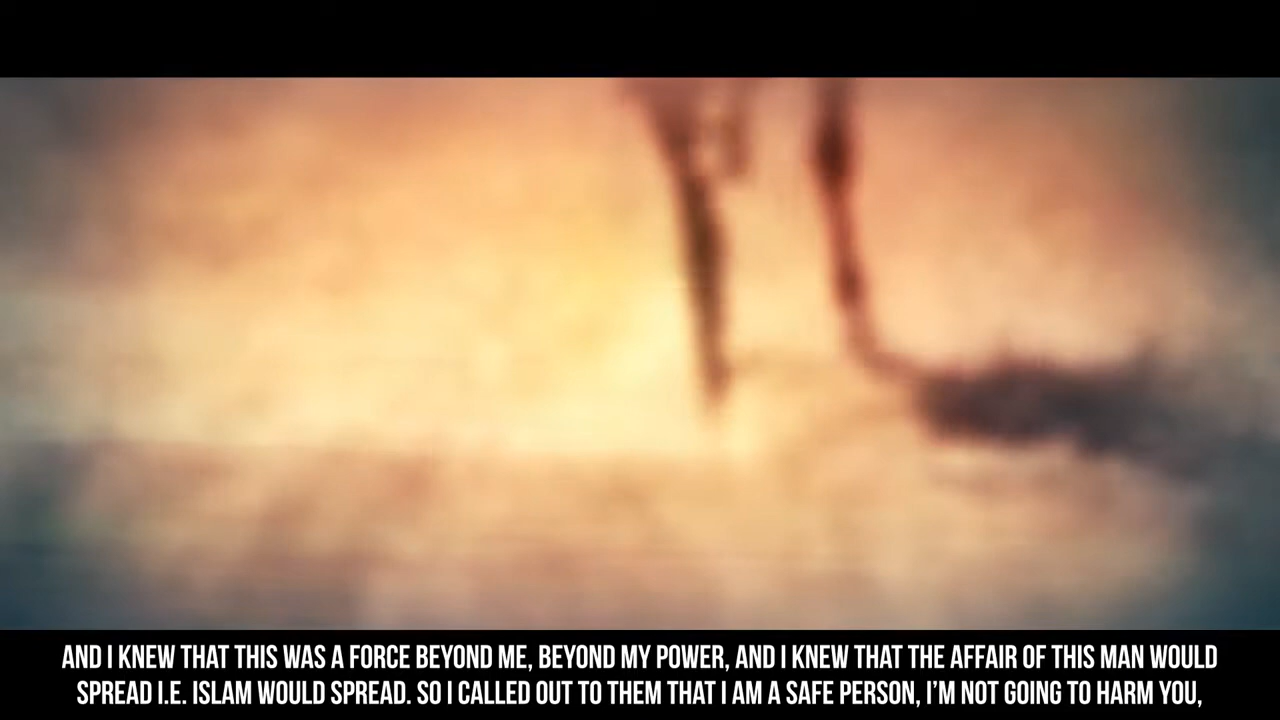 AND I KNEW THAT THIS WAS A FORCE BEYOND ME, BEYOND MY POWER, AND I KNEW THAT THE AFFAIR OF THIS MAN WOULD
SPREAD I.E. ISLAM WOULD SPREAD. SO I CALLED OUT TO THEM THAT I AM A SAFE PERSON, I'M NOT GOING TO HARM YOU,